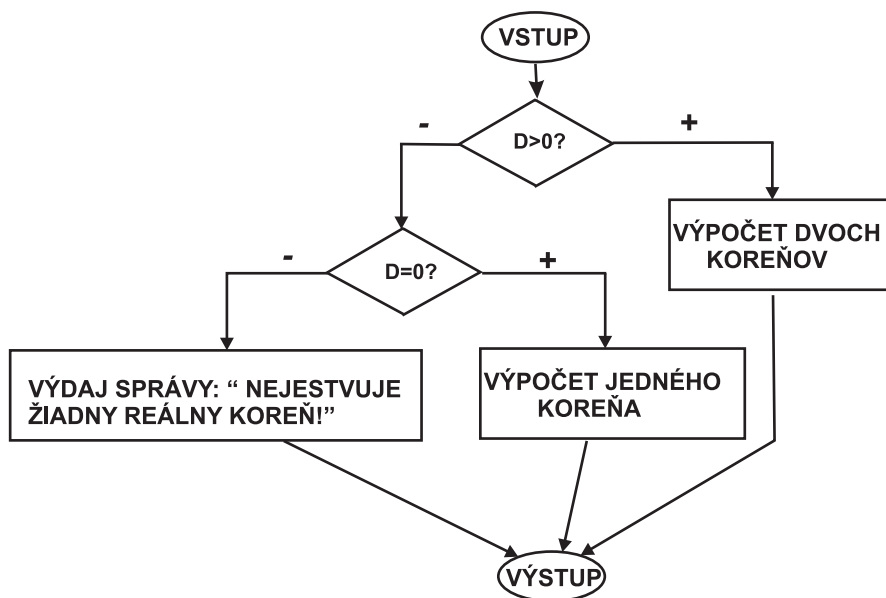 VSTUP
D>0?
-
+
VÝPOČET DVOCH
KOREŇOV
D=0?
-
+
VÝDAJ SPRÁVY: “ NEJESTVUJE
ŽIADNY REÁLNY KOREŇ!”
VÝPOČET JEDNÉHO
KOREŇA
VÝSTUP